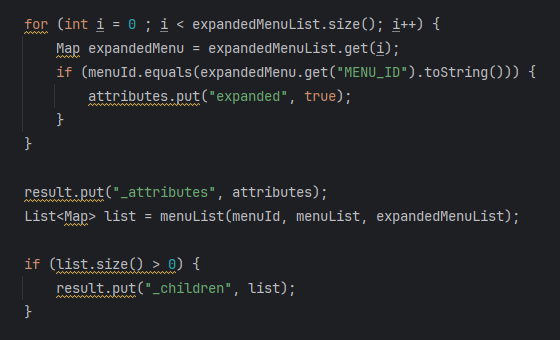 for (int i = 0 ; i < expandedMenuList.size(); i++) {
    Map expandedMenu = expandedMenuList.get(i);
    if (menuId.equals(expandedMenu.get("MENU_ID").toString())) {
        attributes.put("expanded", true);
    }
}

result.put("_attributes", attributes);
List<Map> list = menuList(menuId, menuList, expandedMenuList);

if (list.size() > 0) {
    result.put("_children", list);
}